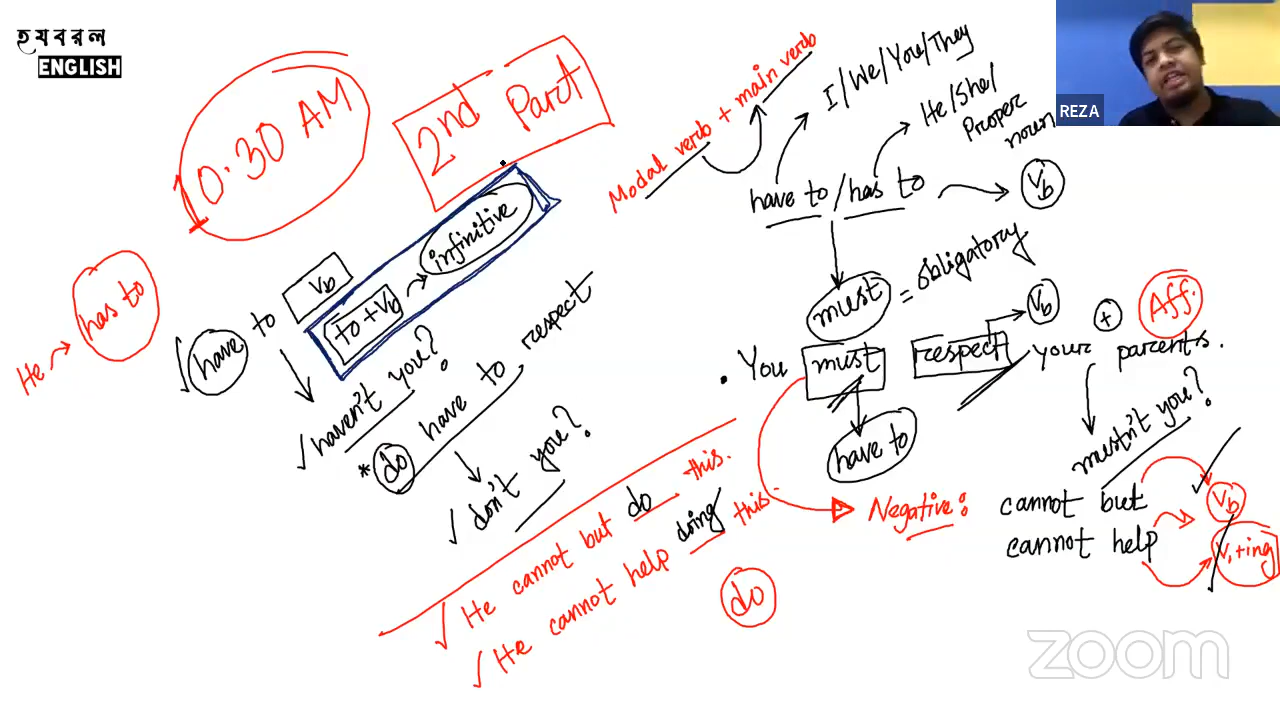 হযবরল
ENGLISH
10:30 AM
2nd Part
Modal verb + main verb
I/We/You/They
He/She/
Proper
noun
REZA
have to / has to
Vb
He → has to
√ have to
Vb
to + Vb → infinitive
√ haven't you?
* do have to respect
√ don't you?
must = obligatory
Vb
+
Aff.
. You must respect your parents.
have to
mustn't you?
Negative:
cannot but
Vb
cannot help
V₁+ing
√ He cannot but do this.
√ He cannot help doing this.
do
zoom